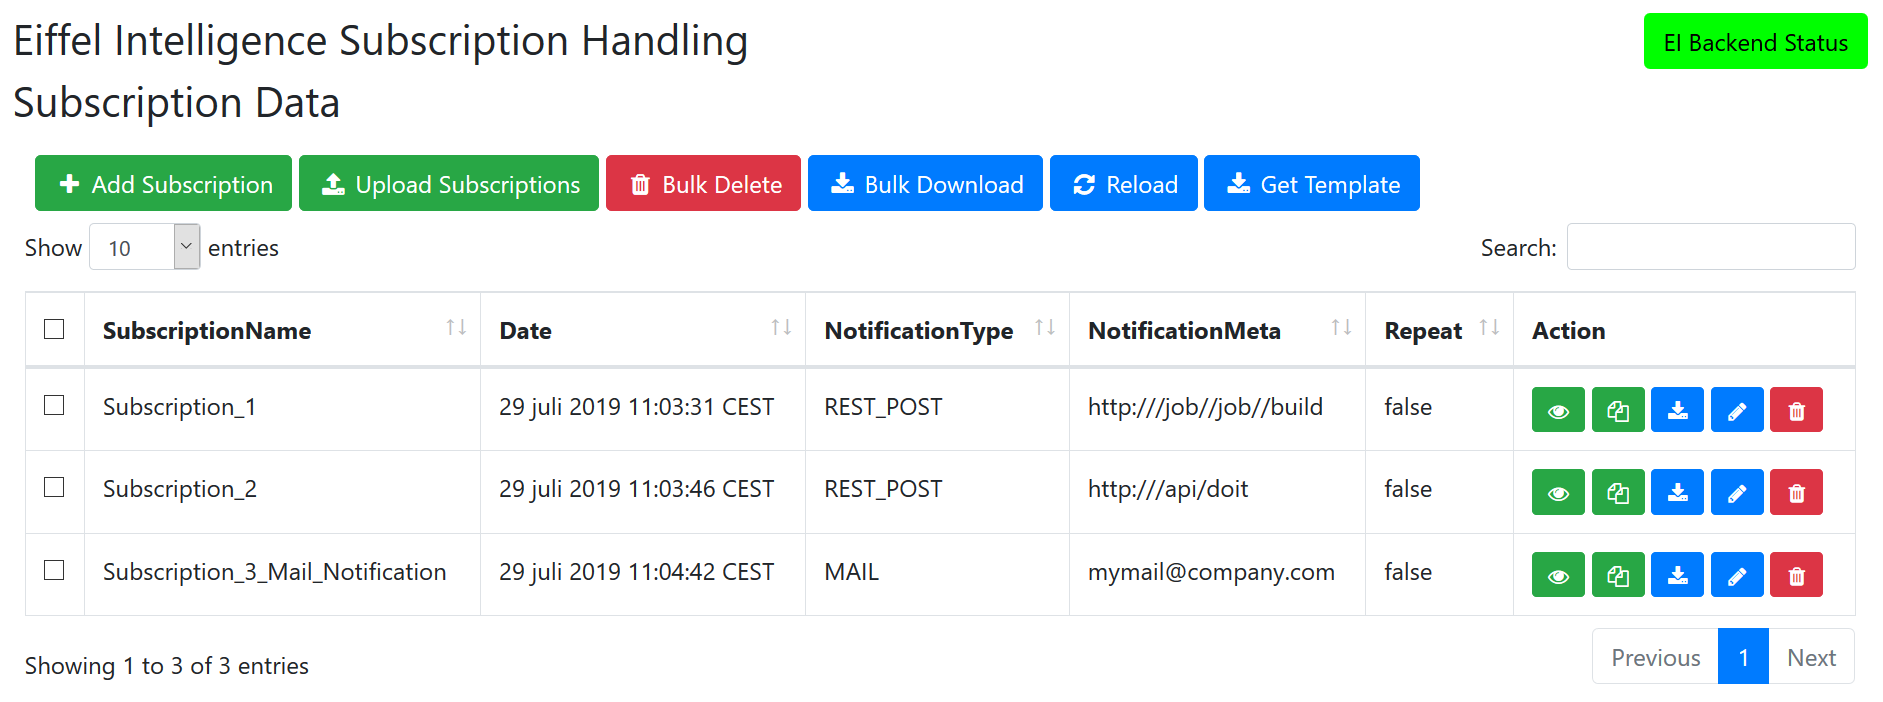 Eiffel Intelligence Subscription Handling
EI Backend Status
Subscription Data
Add Subscription Upload Subscriptions Bulk Delete Bulk Download Reload Get Template
Show 10 entries Search:
SubscriptionName Date NotificationType NotificationMeta Repeat Action
Subscription_1 29 juli 2019 11:03:31 CEST REST_POST http:///job//job//build false
Subscription_2 29 juli 2019 11:03:46 CEST REST_POST http:///api/doit false
Subscription_3_Mail_Notification 29 juli 2019 11:04:42 CEST MAIL mymail@company.com false
Showing 1 to 3 of 3 entries
Previous 1 Next